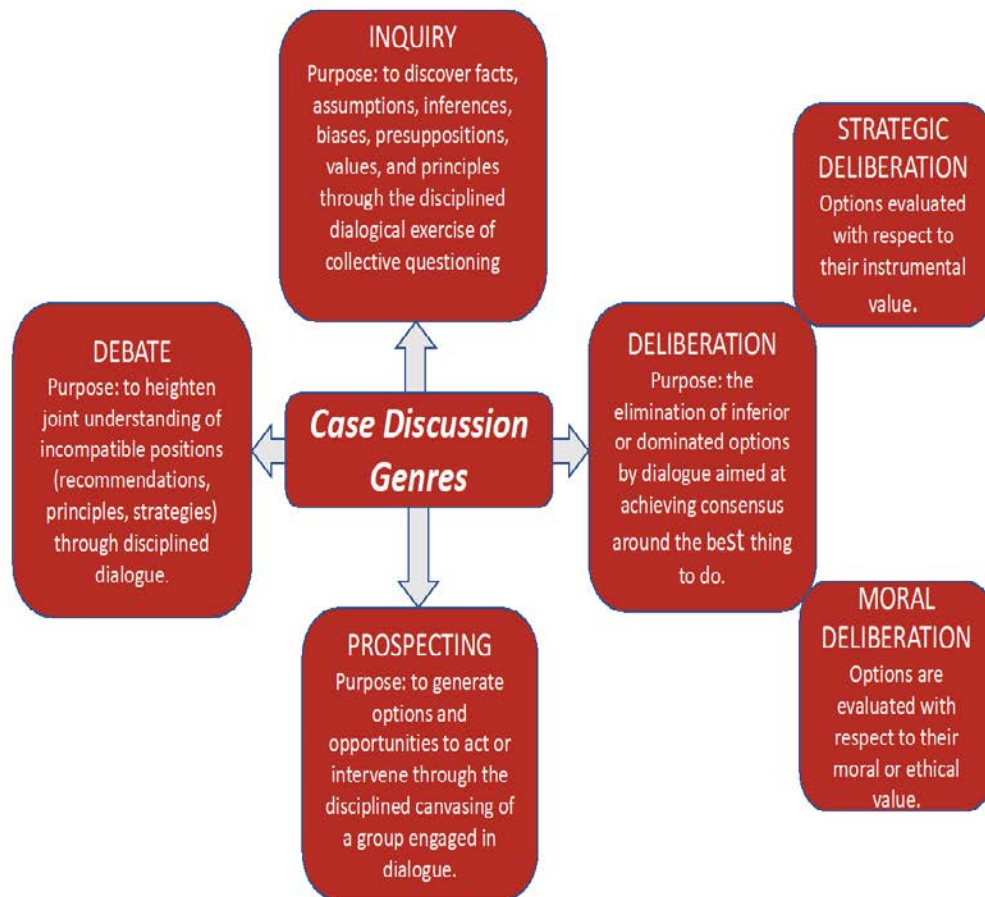 INQUIRY
Purpose: to discover facts,
assumptions, inferences,
biases, presuppositions,
values, and principles
through the disciplined
dialogical exercise of
collective questioning
STRATEGIC
DELIBERATION
Options evaluated
with respect to
their instrumental
value.
DEBATE
Purpose: to heighten
joint understanding of
incompatible positions
(recommendations,
principles, strategies)
through disciplined
dialogue.
Case Discussion
Genres
DELIBERATION
Purpose: the
elimination of inferior
or dominated options
by dialogue aimed at
achieving consensus
around the best thing
to do.
PROSPECTING
Purpose: to generate
options and
opportunities to act or
intervene through the
disciplined canvasing of
a group engaged in
dialogue.
MORAL
DELIBERATION
Options are
evaluated with
respect to their
moral or ethical
value.